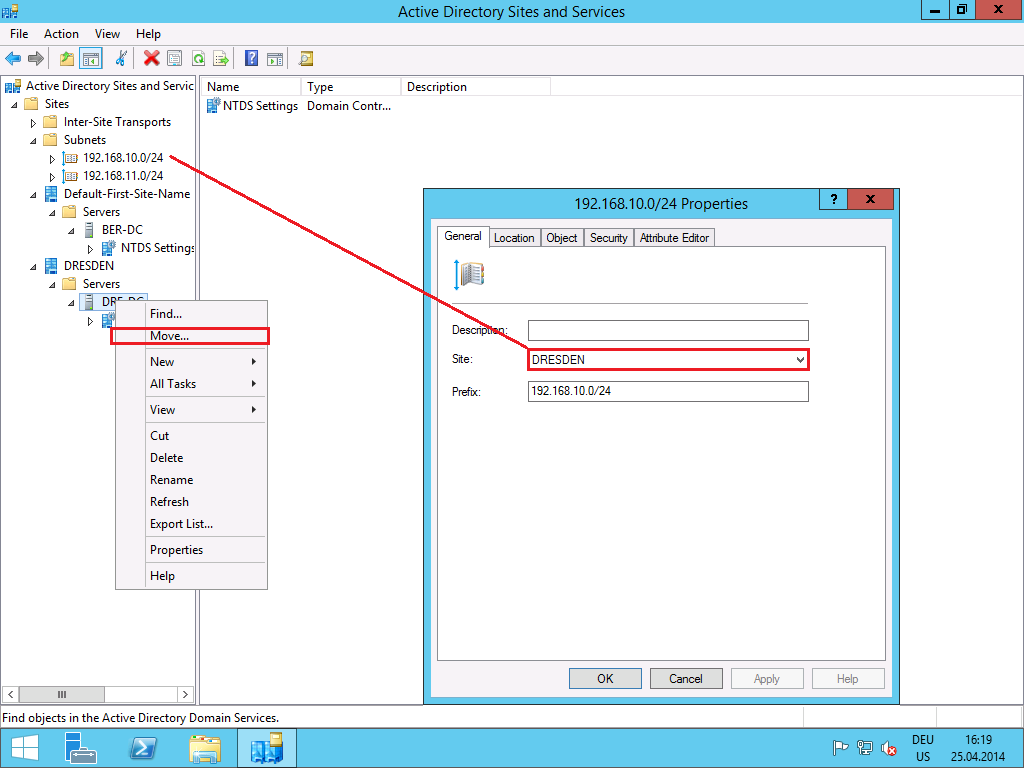 Active Directory Sites and Services
File Action View Help
Active Directory Sites and Servic
Sites
Inter-Site Transports
Subnets
192.168.10.0/24
192.168.11.0/24
Default-First-Site-Name
Servers
BER-DC
NTDS Settings
DRESDEN
Servers
DRE-DC
Find...
Move...
New
All Tasks
View
Cut
Delete
Rename
Refresh
Export List...
Properties
Help
Name Type Description
NTDS Settings Domain Contr...
192.168.10.0/24 Properties
? X
General Location Object Security Attribute Editor
Description:
Site: DRESDEN
Prefix: 192.168.10.0/24
OK Cancel Apply Help
Find objects in the Active Directory Domain Services.
DEU 16:19
US 25.04.2014